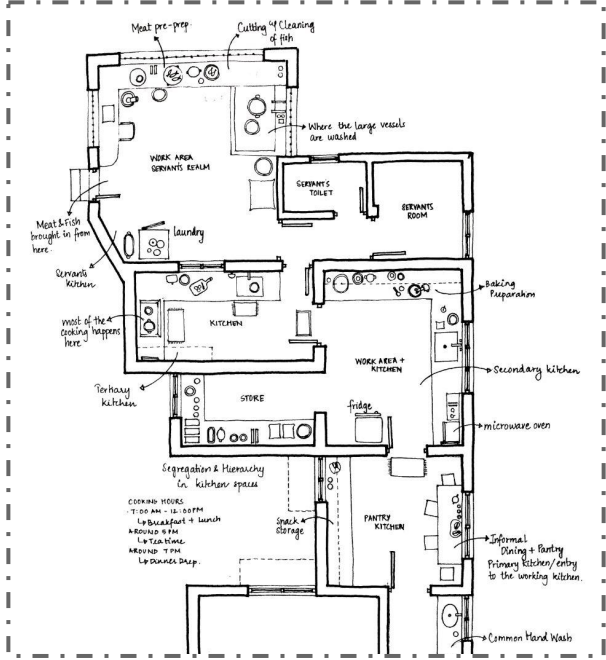 Meat pre-prep.
Cutting & Cleaning
of fish
Where the large vessels
are washed
WORK AREA
SERVANTS REALM
SERVANT'S
TOILET
SERVANTS
ROOM
Meat & Fish
brought in from
here.
laundry
Servants
kitchen
most of the
cooking happens
here
KITCHEN
Baking
Preparation
WORK AREA +
KITCHEN
Secondary kitchen
Tertiary
kitchen
STORE
fridge
microwave oven
Segregation & Hierarchy
in kitchen spaces
COOKING HOURS
7:00 AM - 12:00PM
Breakfast + Lunch
AROUND 5PM
Teatime
AROUND 7PM
Dinner Prep.
Snack
storage
PANTRY
KITCHEN
Informal
Dining + Pantry
Primary kitchen/entry
to the working kitchen.
Common Hand Wash